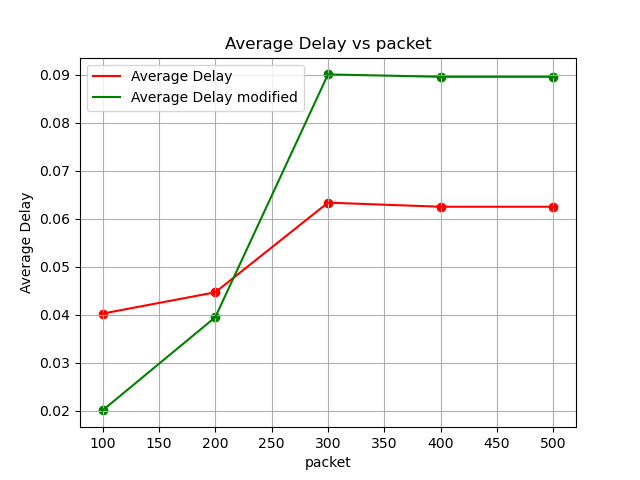 Average Delay vs packet
Average Delay
Average Delay modified
0.09
0.08
0.07
0.06
0.05
0.04
0.03
0.02
Average Delay
100 150 200 250 300 350 400 450 500
packet